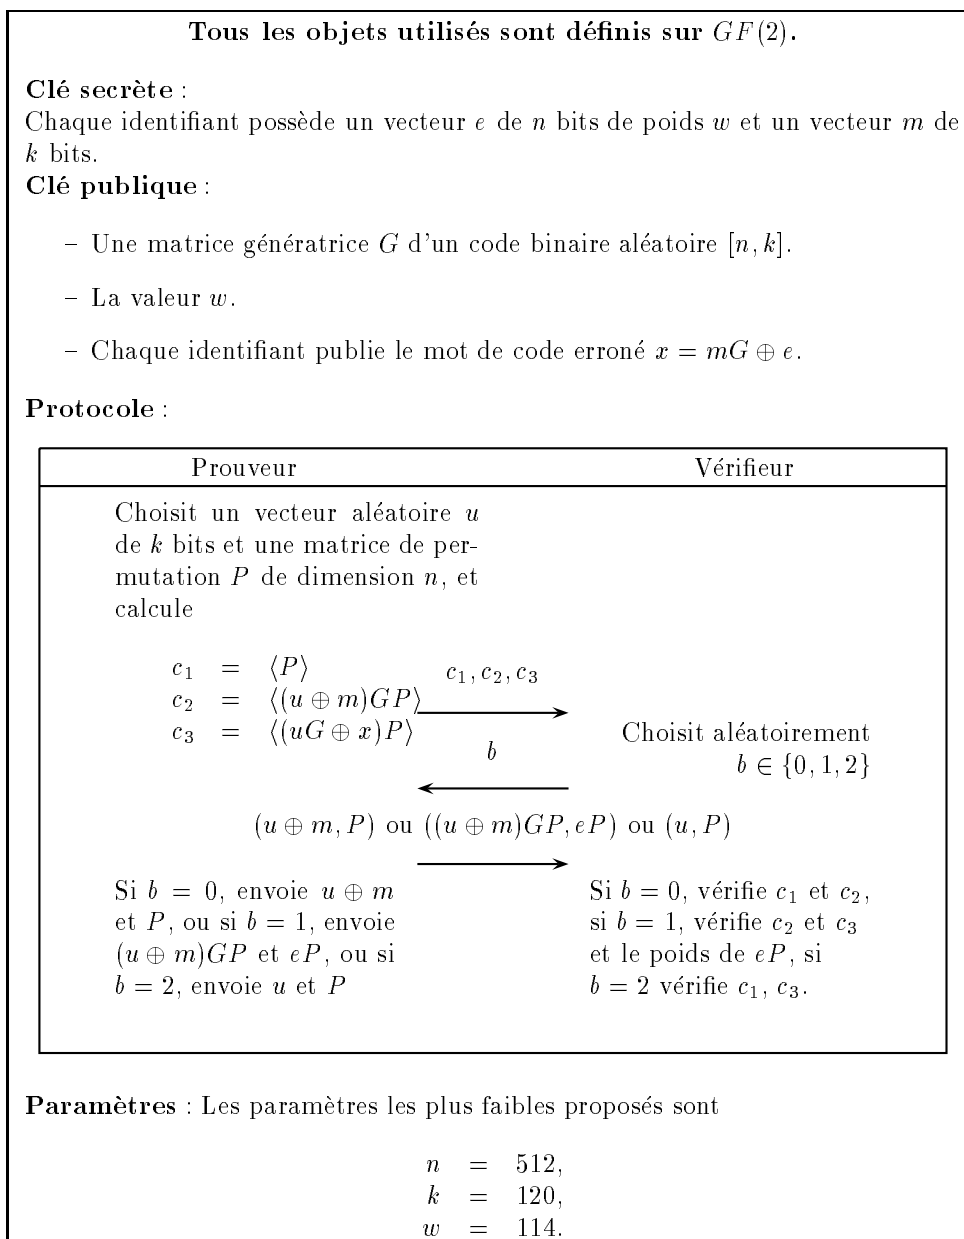 Tous les objets utilisés sont définis sur GF(2).
Clé secrète :
Chaque identifiant possède un vecteur e de n bits de poids w et un vecteur m de
k bits.
Clé publique :
– Une matrice génératrice G d'un code binaire aléatoire [n, k].
– La valeur w.
– Chaque identifiant publie le mot de code erroné x = mG ⊕ e.
Protocole :
Prouveur Vérifieur
Choisit un vecteur aléatoire u
de k bits et une matrice de per-
mutation P de dimension n, et
calcule
c₁ = ⟨P⟩
c₂ = ⟨(u ⊕ m)GP⟩
c₃ = ⟨(uG ⊕ x)P⟩
c₁, c₂, c₃
Choisit aléatoirement
b ∈ {0, 1, 2}
b
(u ⊕ m, P) ou ((u ⊕ m)GP, eP) ou (u, P)
Si b = 0, envoie u ⊕ m
et P, ou si b = 1, envoie
(u ⊕ m)GP et eP, ou si
b = 2, envoie u et P
Si b = 0, vérifie c₁ et c₂,
si b = 1, vérifie c₂ et c₃
et le poids de eP, si
b = 2 vérifie c₁, c₃.
Paramètres : Les paramètres les plus faibles proposés sont
n = 512,
k = 120,
w = 114.